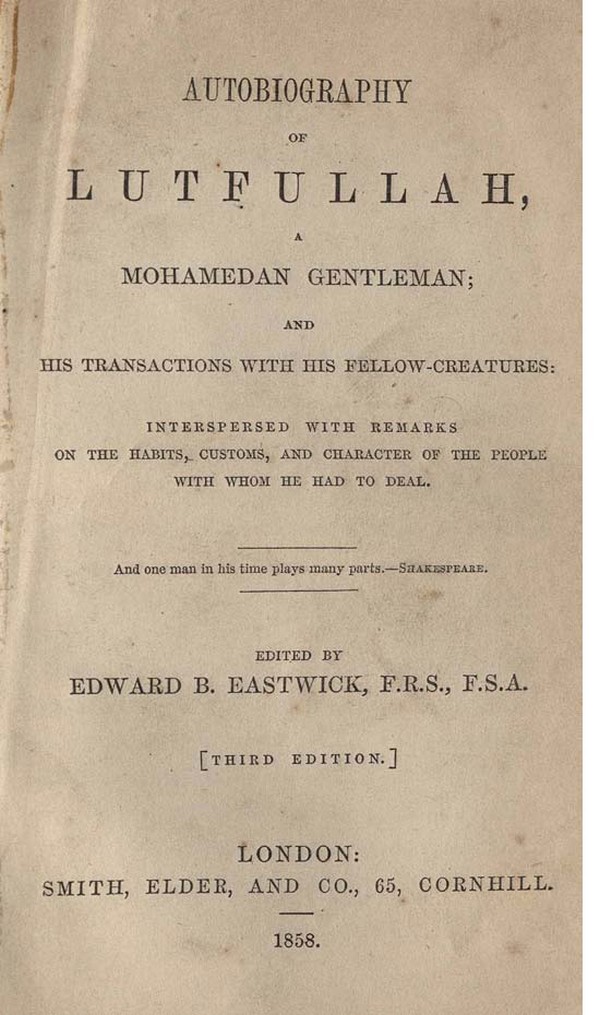 AUTOBIOGRAPHY
OF
LUTFULLAH,
A
MOHAMEDAN GENTLEMAN;
AND
HIS TRANSACTIONS WITH HIS FELLOW-CREATURES:
INTERSPERSED WITH REMARKS
ON THE HABITS, CUSTOMS, AND CHARACTER OF THE PEOPLE
WITH WHOM HE HAD TO DEAL.
And one man in his time plays many parts.—SHAKESPEARE.
EDITED BY
EDWARD B. EASTWICK, F.R.S., F.S.A.
[THIRD EDITION.]
LONDON:
SMITH, ELDER, AND CO., 65, CORNHILL.
1858.